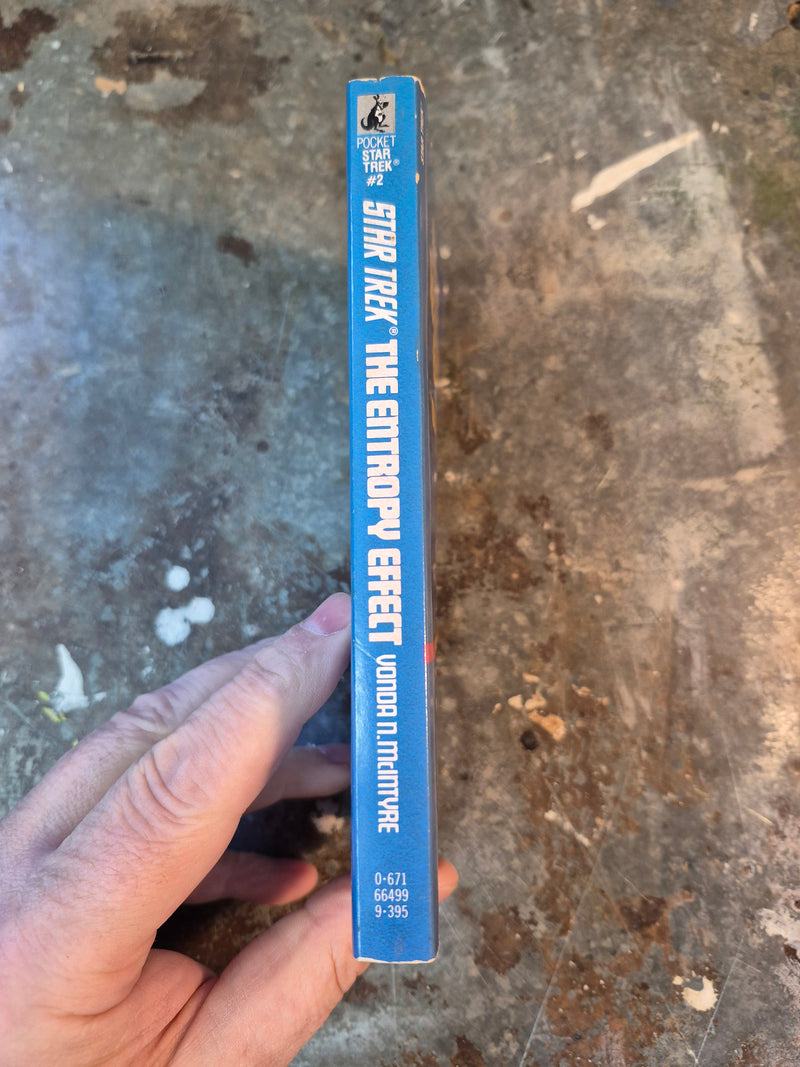 POCKET
STAR
TREK®
#2
STAR TREK® THE ENTROPY EFFECT VONDA N. McINTYRE
0-671
66499
9-395